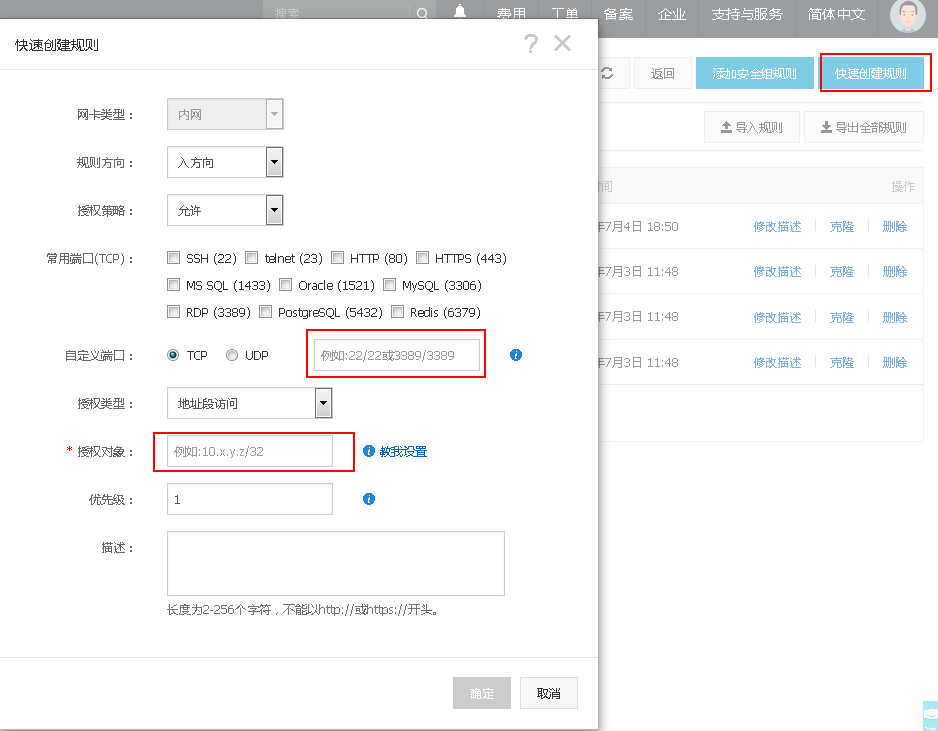 搜索 费用 工单 备案 企业 支持与服务 简体中文
快速创建规则
返回 添加安全组规则 快速创建规则
导入规则 导出全部规则
网卡类型： 内网
规则方向： 入方向
授权策略： 允许
常用端口(TCP)： SSH (22) telnet (23) HTTP (80) HTTPS (443)
MS SQL (1433) Oracle (1521) MySQL (3306)
RDP (3389) PostgreSQL (5432) Redis (6379)
自定义端口： TCP UDP 例如:22/22或3389/3389
授权类型： 地址段访问
* 授权对象： 例如:10.x.y.z/32 教我设置
优先级： 1
描述：
长度为2-256个字符，不能以http://或https://开头。
确定 取消
间 操作
年7月4日 18:50 修改描述 克隆 删除
年7月3日 11:48 修改描述 克隆 删除
年7月3日 11:48 修改描述 克隆 删除
年7月3日 11:48 修改描述 克隆 删除